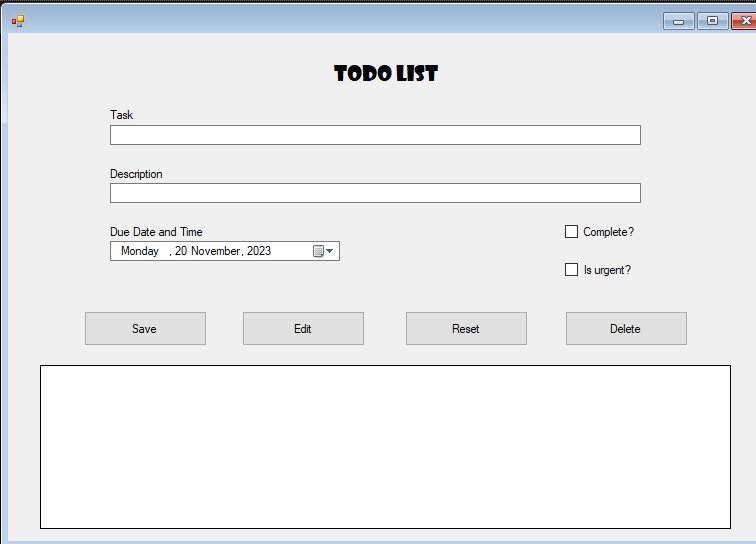 TODO LIST
Task
Description
Due Date and Time
Monday , 20 November, 2023
Complete?
Is urgent?
Save Edit Reset Delete